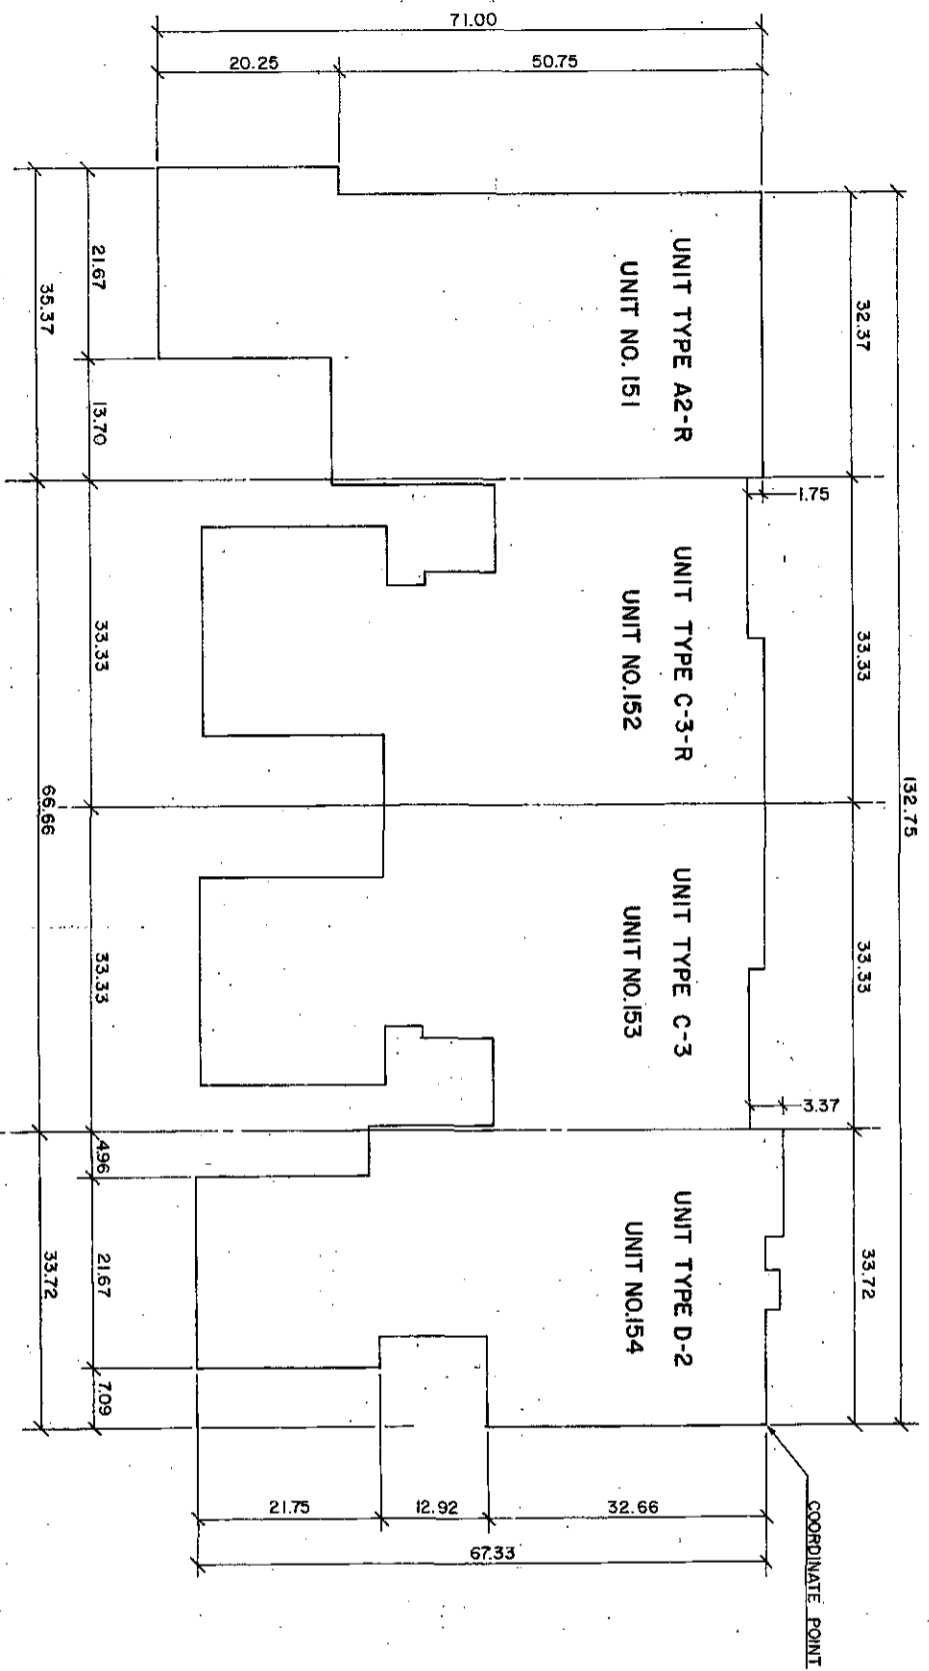 71.00
20.25
50.75
132.75
32.37
33.33
33.33
33.72
1.75
3.37
UNIT TYPE A2-R
UNIT NO. 151
UNIT TYPE C-3-R
UNIT NO.152
UNIT TYPE C-3
UNIT NO.153
UNIT TYPE D-2
UNIT NO.154
21.67
13.70
33.33
33.33
4.96
21.67
7.09
35.37
66.66
33.72
21.75
12.92
32.66
67.33
COORDINATE POINT